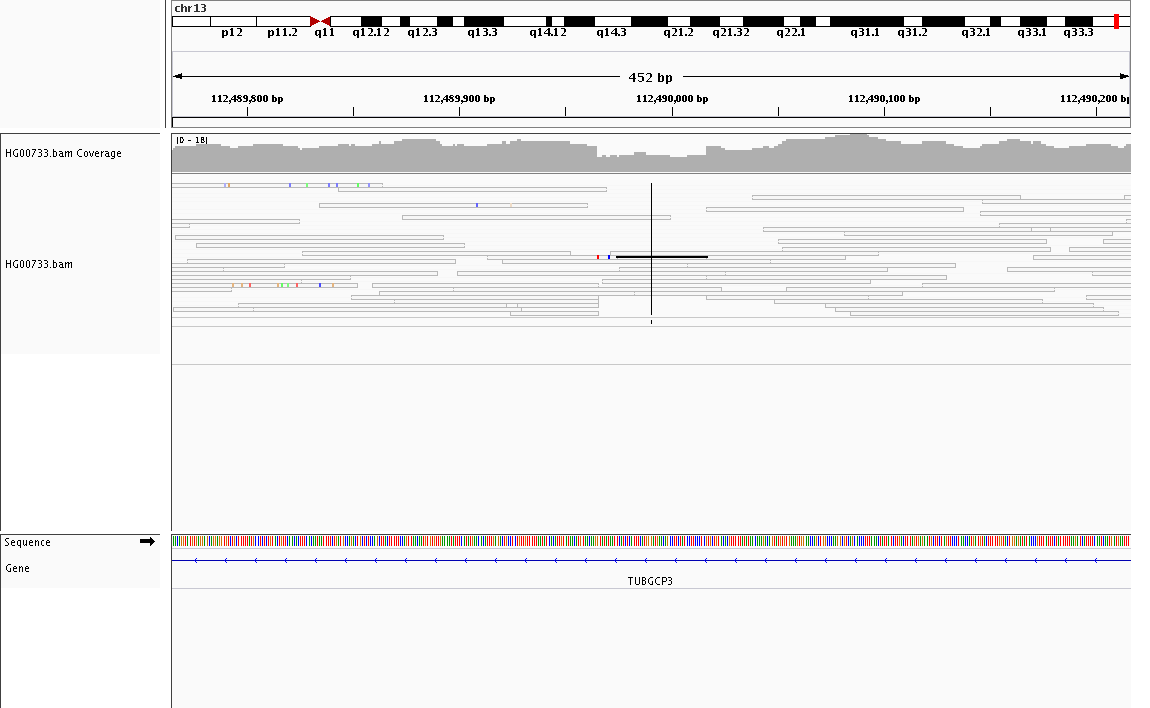 chr13
p12 p11.2 q11 q12.12 q12.3 q13.3 q14.12 q14.3 q21.2 q21.32 q22.1 q31.1 q31.2 q32.1 q33.1 q33.3
452 bp
112,489,800 bp 112,489,900 bp 112,490,000 bp 112,490,100 bp 112,490,200 bp
[0 - 18]
HG00733.bam Coverage
HG00733.bam
Sequence
Gene
TUBGCP3